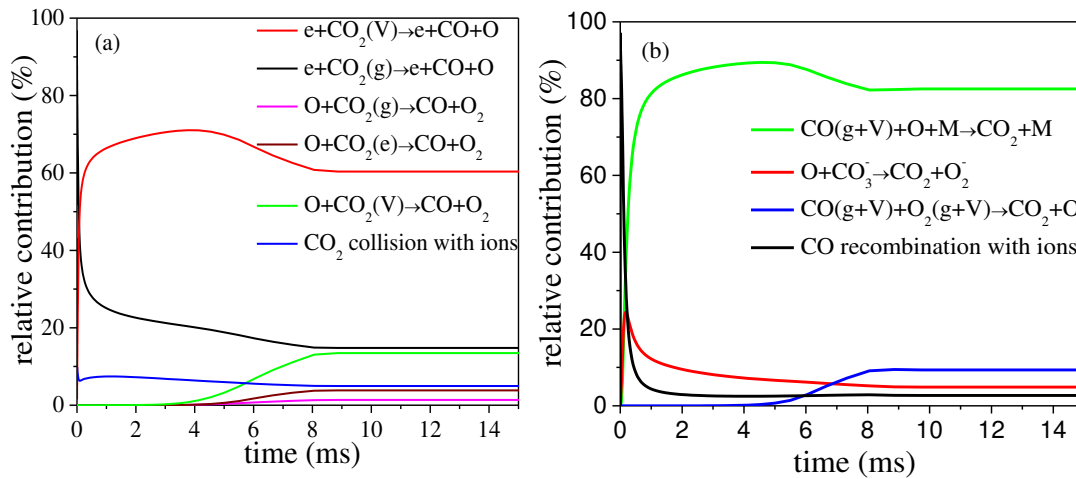 100
80
60
40
20
0
relative contribution (%)
(a)
e+CO₂(V)→e+CO+O
e+CO₂(g)→e+CO+O
O+CO₂(g)→CO+O₂
O+CO₂(e)→CO+O₂
O+CO₂(V)→CO+O₂
CO₂ collision with ions
0 2 4 6 8 10 12 14
time (ms)
100
80
60
40
20
0
relative contribution (%)
(b)
CO(g+V)+O+M→CO₂+M
O+CO₃⁻→CO₂+O₂⁻
CO(g+V)+O₂(g+V)→CO₂+O
CO recombination with ions
0 2 4 6 8 10 12 14
time (ms)